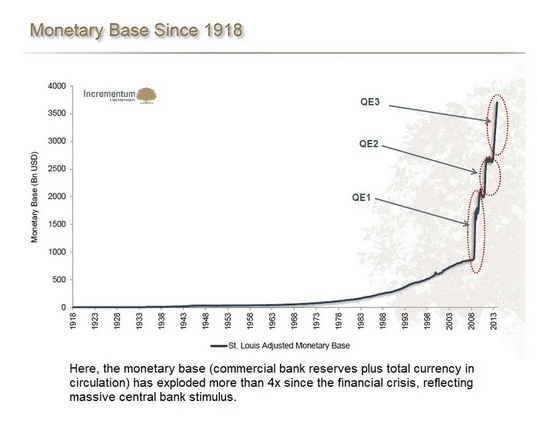 Monetary Base Since 1918
4000
Incrementum
Liechtenstein
QE3
3500
3000
QE2
2500
QE1
2000
1500
1000
500
0
Monetary Base (Bn USD)
1918 1923 1928 1933 1938 1943 1948 1953 1958 1963 1968 1973 1978 1983 1988 1993 1998 2003 2008 2013
St. Louis Adjusted Monetary Base
Here, the monetary base (commercial bank reserves plus total currency in
circulation) has exploded more than 4x since the financial crisis, reflecting
massive central bank stimulus.